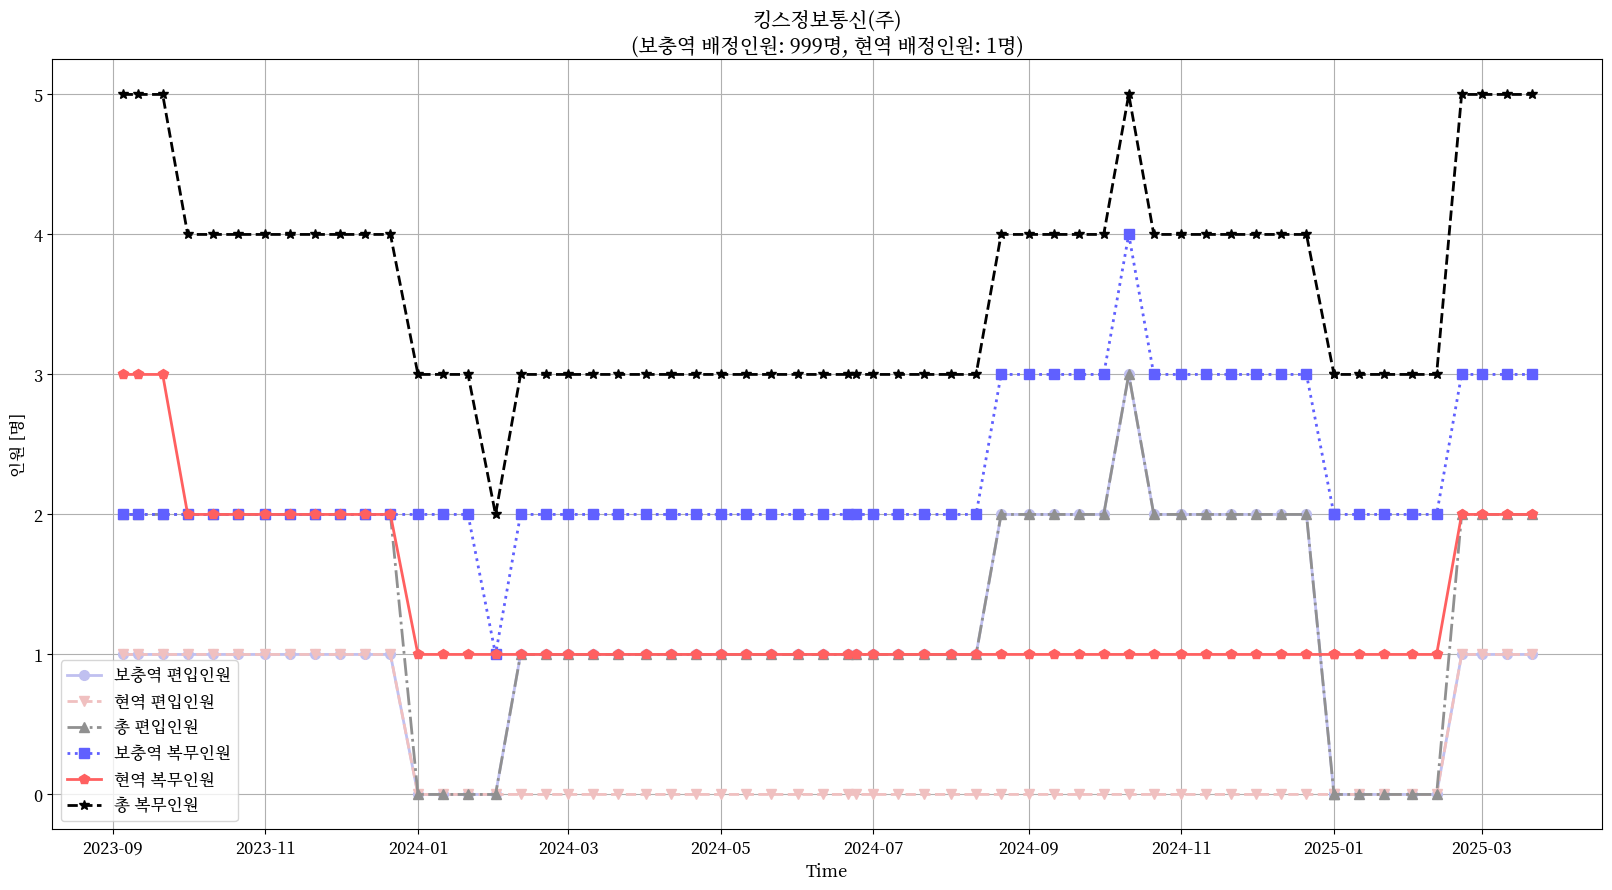 킹스정보통신(주)
(보충역 배정인원: 999명, 현역 배정인원: 1명)
5
4
3
2
1
0
인원 [명]
보충역 편입인원
현역 편입인원
총 편입인원
보충역 복무인원
현역 복무인원
총 복무인원
2023-09 2023-11 2024-01 2024-03 2024-05 2024-07 2024-09 2024-11 2025-01 2025-03
Time